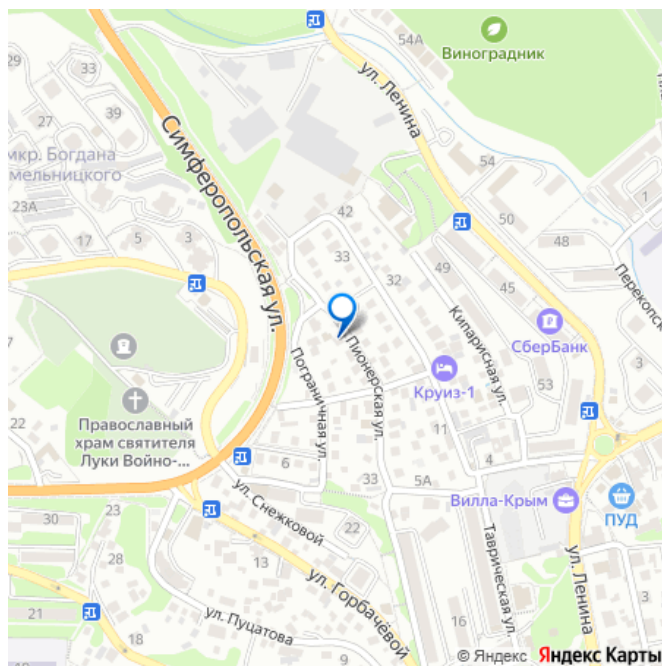 54А
Виноградник
29
33
ул. Ленина
39
27
Симферопольская ул.
54
мкр. Богдана
мельницкого
23А
42
50
1
17
5
3
33
32
49
48
45
Перекопск
Кипарисная ул.
СберБанк
3
Пионерская ул.
Пограничная ул.
Круиз-1
53
Православный
храм святителя
Луки Войно-...
22
11
6
4
33
5А
Вилла-Крым
ПУД
ул. Снежковой
30
23
22
28
Таврическая ул.
13
ул. Горбачёвой
ул. Ленина
3
21
ул. Пуцатова
9
16
18
© Яндекс Яндекс Карты